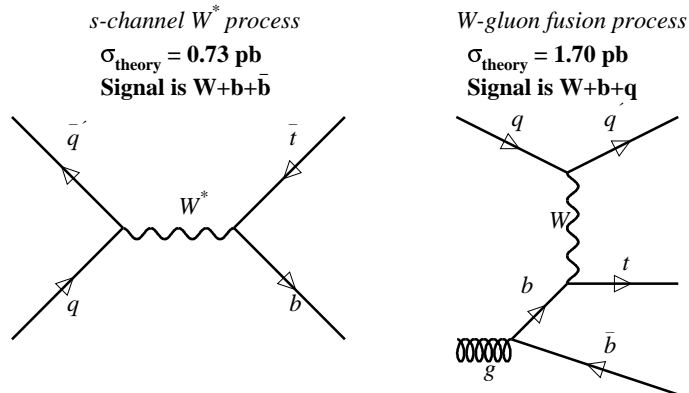 s-channel W* process
σtheory = 0.73 pb
Signal is W+b+b̄
q̄′
t̄
W*
q
b
W-gluon fusion process
σtheory = 1.70 pb
Signal is W+b+q
q
q′
W
b
t
g
b̄